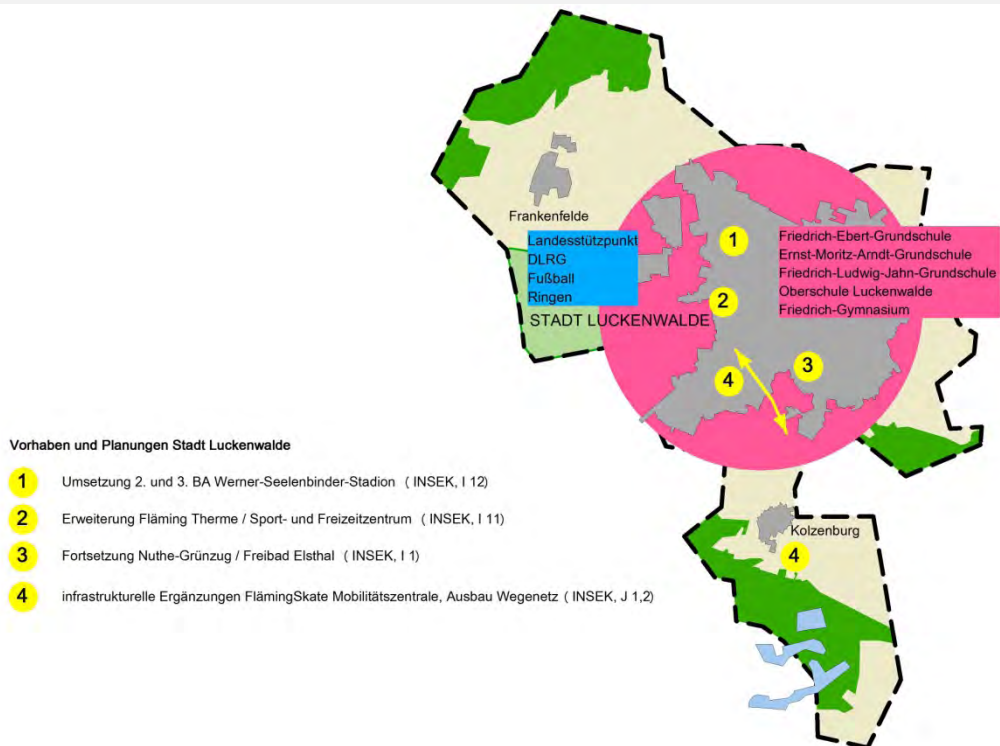 Frankenfelde
Landesstützpunkt
DLRG
Fußball
Ringen
STADT LUCKENWALDE
1
2
3
4
Friedrich-Ebert-Grundschule
Ernst-Moritz-Arndt-Grundschule
Friedrich-Ludwig-Jahn-Grundschule
Oberschule Luckenwalde
Friedrich-Gymnasium
Kolzenburg
4
Vorhaben und Planungen Stadt Luckenwalde
1 Umsetzung 2. und 3. BA Werner-Seelenbinder-Stadion ( INSEK, I 12)
2 Erweiterung Fläming Therme / Sport- und Freizeitzentrum ( INSEK, I 11)
3 Fortsetzung Nuthe-Grünzug / Freibad Elsthal ( INSEK, I 1)
4 infrastrukturelle Ergänzungen FlämingSkate Mobilitätszentrale, Ausbau Wegenetz ( INSEK, J 1,2)